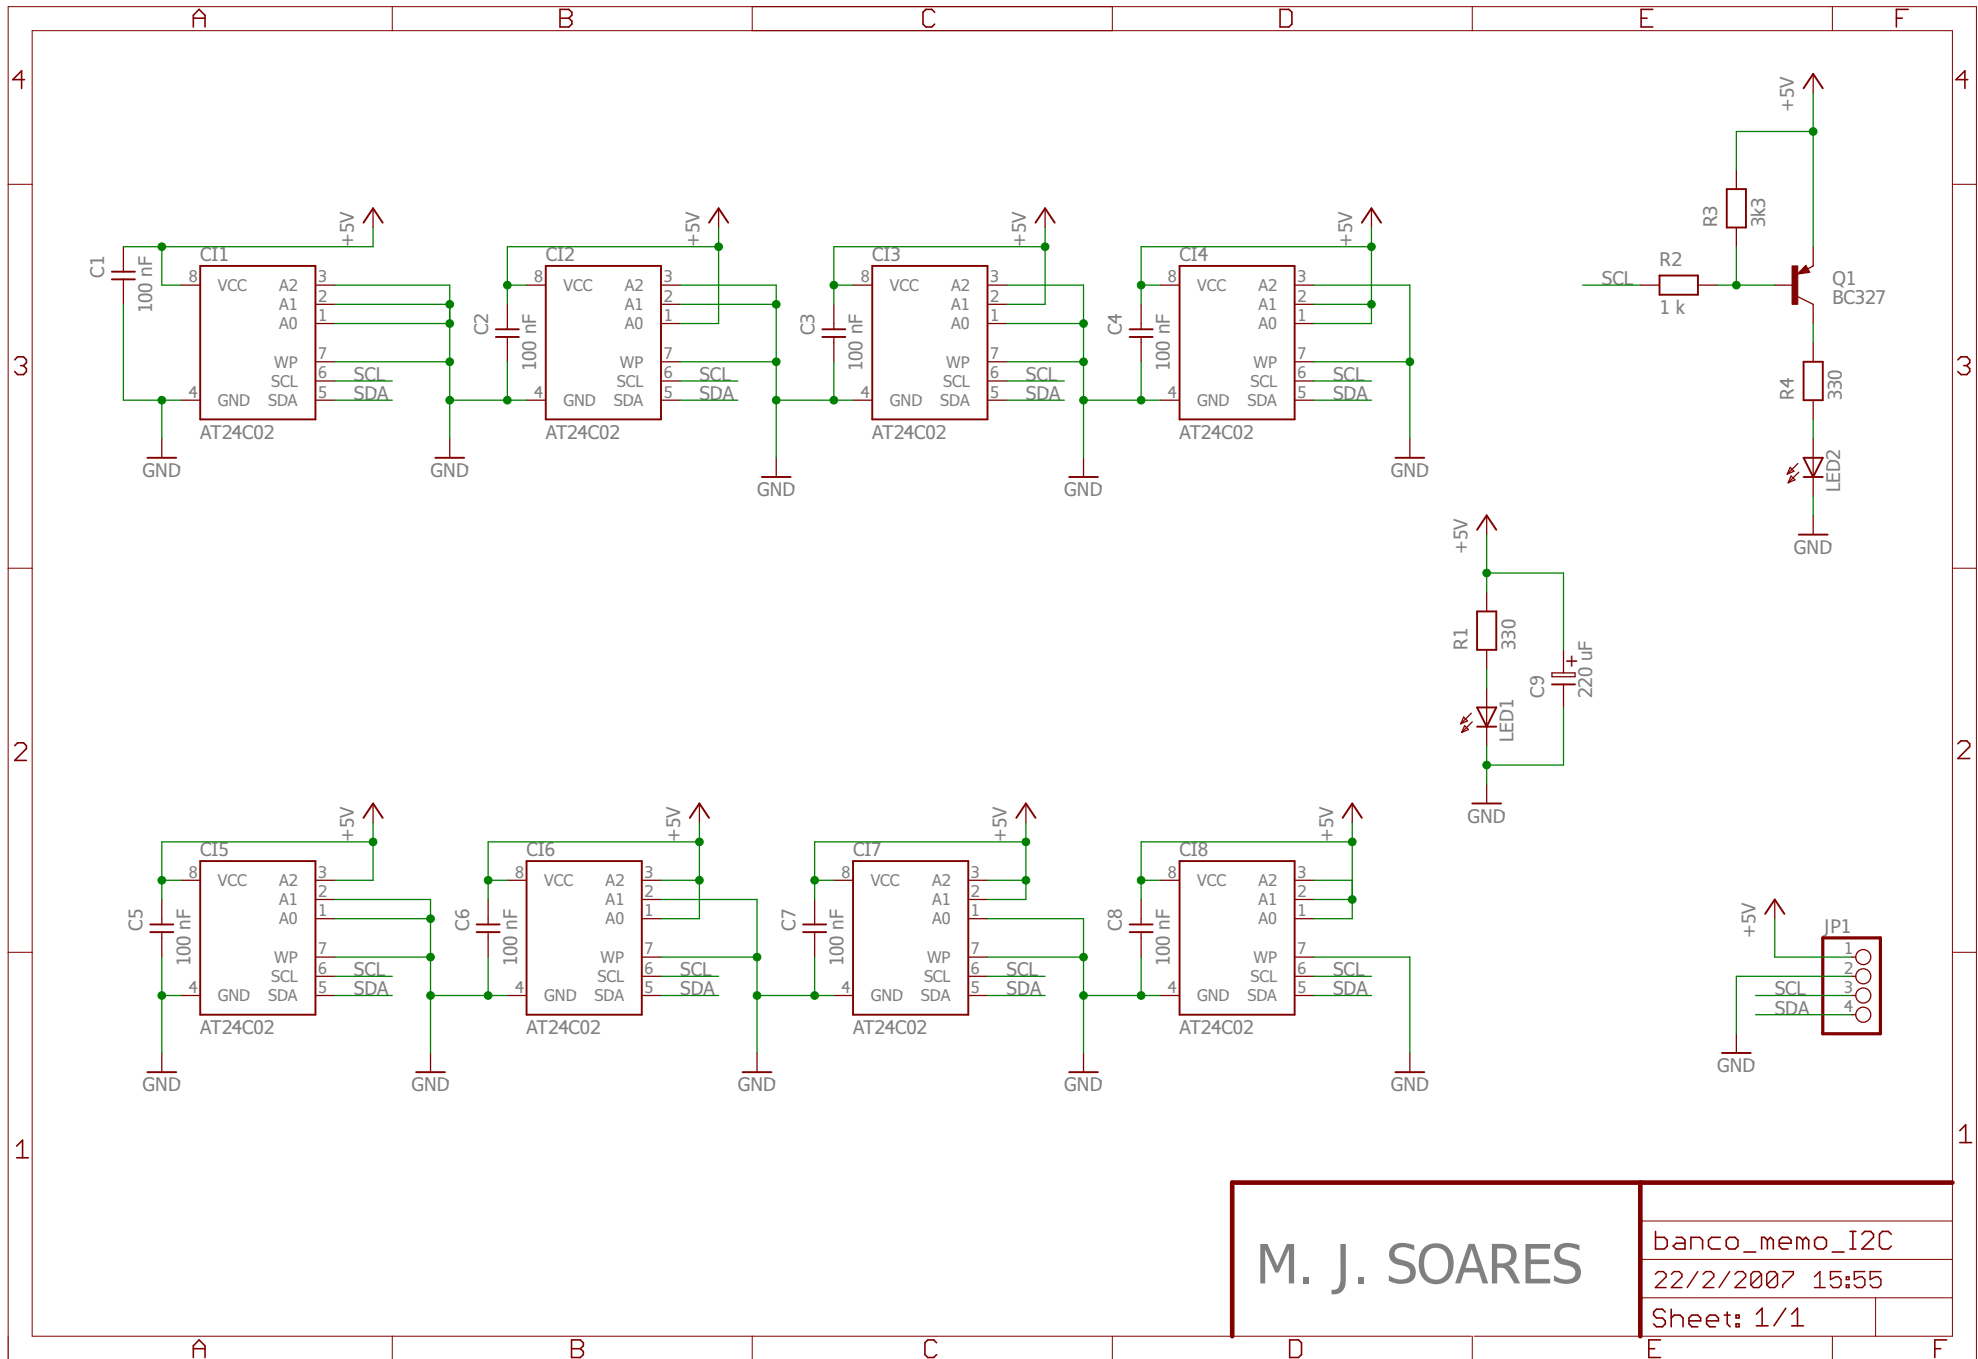 A B C D E F
4 4
+5V
R3 3k3
SCL R2 1 k
Q1
BC327
R4 330
LED2
GND
+5V
CI1
C1 100 nF
8 VCC A2 3
A1 2
A0 1
WP 7
SCL 6 SCL
4 GND SDA 5 SDA
AT24C02
GND
GND
+5V
CI2
C2 100 nF
8 VCC A2 3
A1 2
A0 1
WP 7
SCL 6 SCL
4 GND SDA 5 SDA
AT24C02
GND
+5V
CI3
C3 100 nF
8 VCC A2 3
A1 2
A0 1
WP 7
SCL 6 SCL
4 GND SDA 5 SDA
AT24C02
GND
+5V
CI4
C4 100 nF
8 VCC A2 3
A1 2
A0 1
WP 7
SCL 6 SCL
4 GND SDA 5 SDA
AT24C02
GND
3 3
+5V
R1 330
C9 + 220 uF
LED1
GND
2 2
+5V
CI5
C5 100 nF
8 VCC A2 3
A1 2
A0 1
WP 7
SCL 6 SCL
4 GND SDA 5 SDA
AT24C02
GND
GND
+5V
CI6
C6 100 nF
8 VCC A2 3
A1 2
A0 1
WP 7
SCL 6 SCL
4 GND SDA 5 SDA
AT24C02
GND
+5V
CI7
C7 100 nF
8 VCC A2 3
A1 2
A0 1
WP 7
SCL 6 SCL
4 GND SDA 5 SDA
AT24C02
GND
+5V
CI8
C8 100 nF
8 VCC A2 3
A1 2
A0 1
WP 7
SCL 6 SCL
4 GND SDA 5 SDA
AT24C02
GND
+5V
JP1
1
2
SCL 3
SDA 4
GND
1 1
M. J. SOARES
banco_memo_I2C
22/2/2007 15:55
Sheet: 1/1
A B C D E F